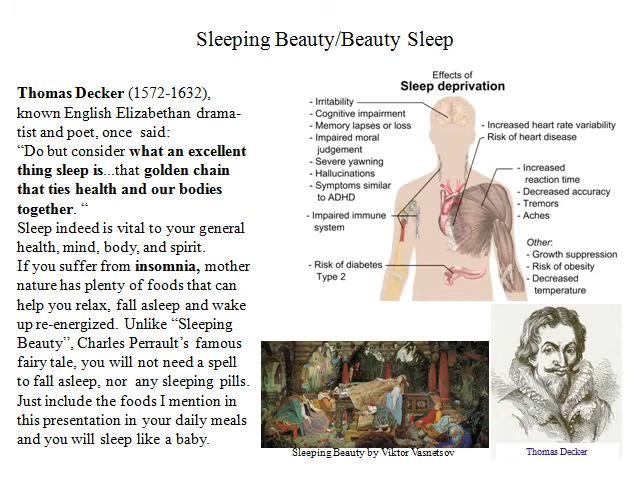 Sleeping Beauty/Beauty Sleep
Thomas Decker (1572-1632),
known English Elizabethan drama-
tist and poet, once said:
“Do but consider what an excellent
thing sleep is...that golden chain
that ties health and our bodies
together. “
Sleep indeed is vital to your general
health, mind, body, and spirit.
If you suffer from insomnia, mother
nature has plenty of foods that can
help you relax, fall asleep and wake
up re-energized. Unlike “Sleeping
Beauty”, Charles Perrault’s famous
fairy tale, you will not need a spell
to fall asleep, nor any sleeping pills.
Just include the foods I mention in
this presentation in your daily meals
and you will sleep like a baby.
Effects of
Sleep deprivation
- Irritability
- Cognitive impairment
- Memory lapses or loss
- Impaired moral
judgement
- Severe yawning
- Hallucinations
- Symptoms similar
to ADHD
- Impaired immune
system
- Risk of diabetes
Type 2
- Increased heart rate variability
- Risk of heart disease
- Increased
reaction time
- Decreased accuracy
- Tremors
- Aches
Other:
- Growth suppression
- Risk of obesity
- Decreased
temperature
Sleeping Beauty by Viktor Vasnetsov
Thomas Decker